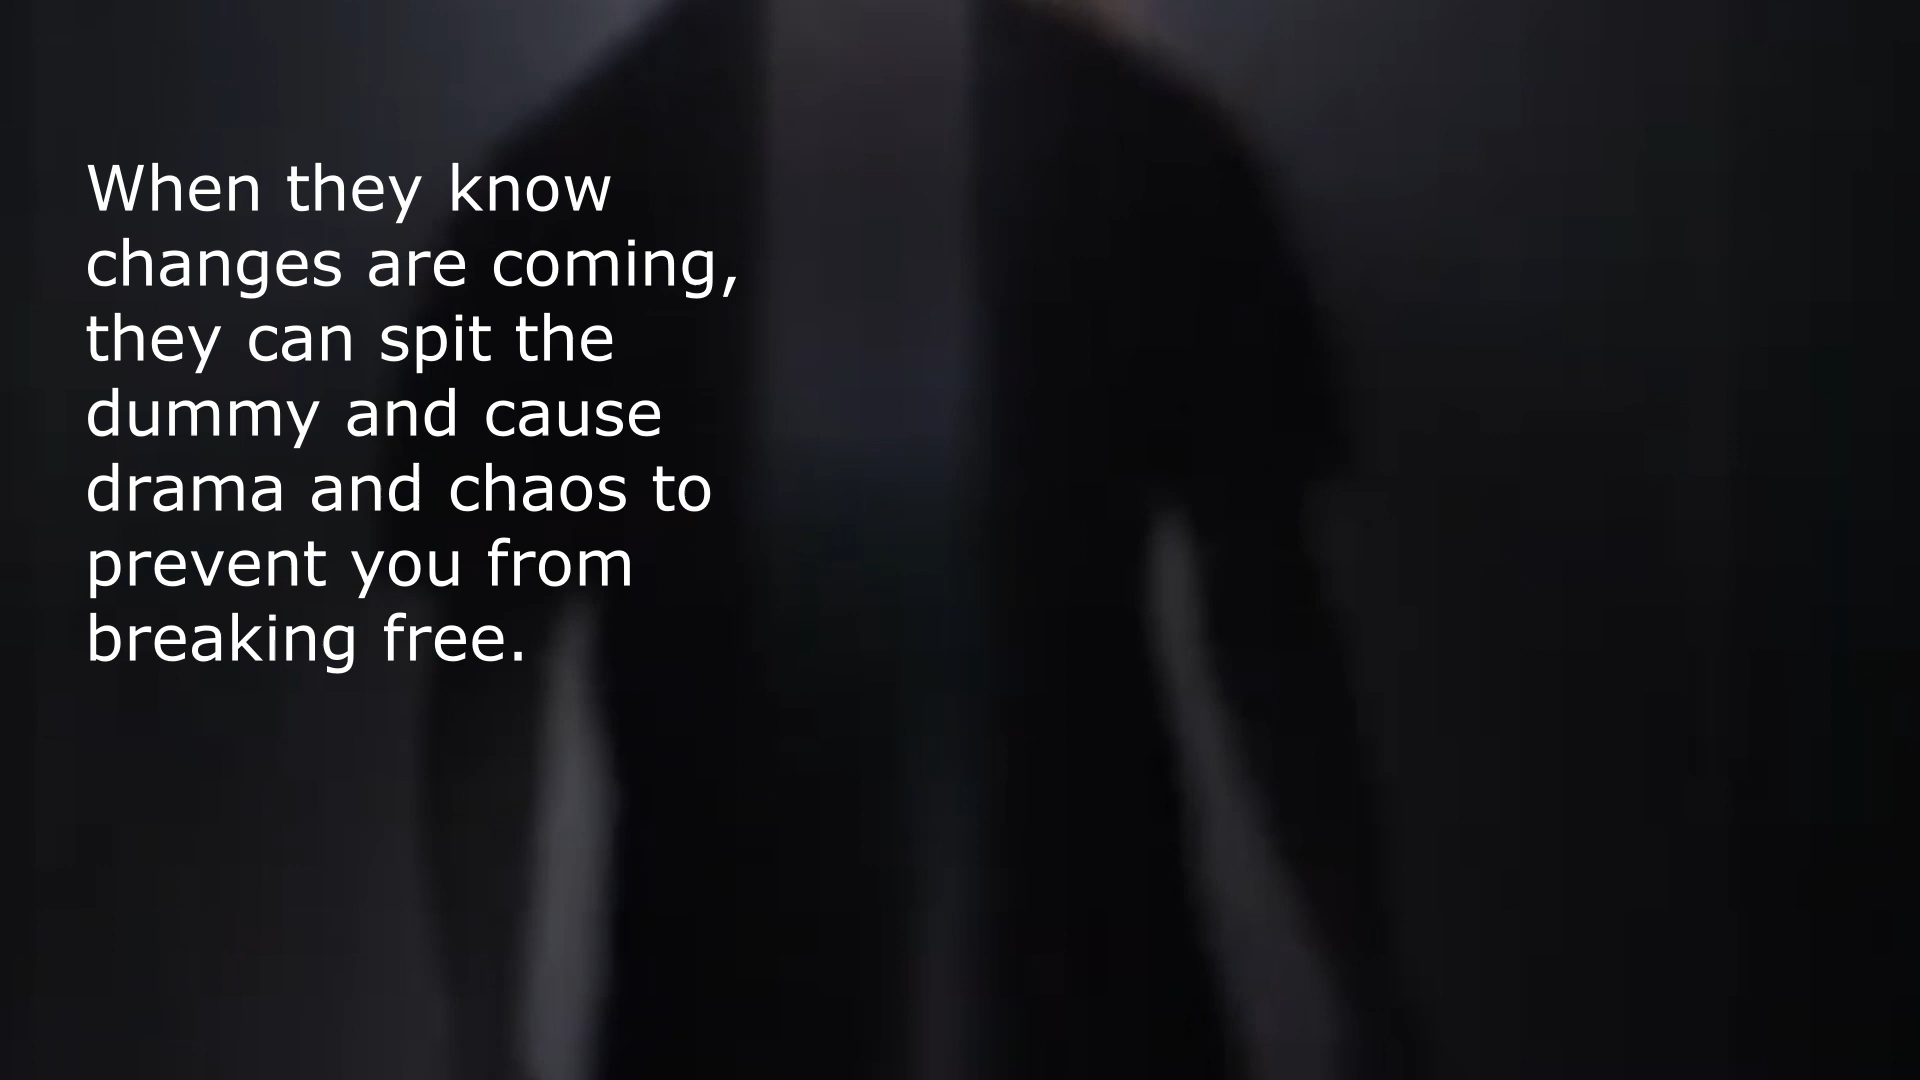 When they know
changes are coming,
they can spit the
dummy and cause
drama and chaos to
prevent you from
breaking free.